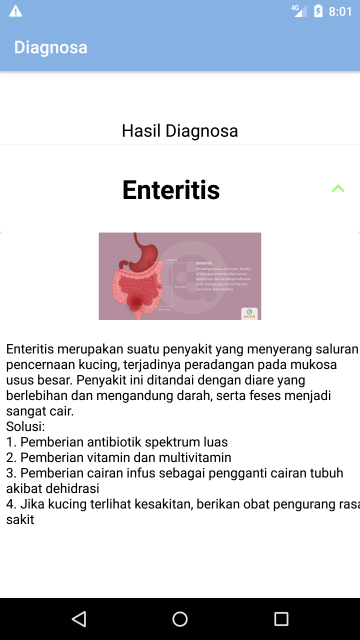 4G 8:01
Diagnosa
Hasil Diagnosa
Enteritis
Enteritis
Enteritis merupakan suatu penyakit yang menyerang saluran
pencernaan kucing, terjadinya peradangan pada mukosa
usus besar. Penyakit ini ditandai dengan diare yang
berlebihan dan mengandung darah, serta feses menjadi
sangat cair.
Solusi:
1. Pemberian antibiotik spektrum luas
2. Pemberian vitamin dan multivitamin
3. Pemberian cairan infus sebagai pengganti cairan tubuh
akibat dehidrasi
4. Jika kucing terlihat kesakitan, berikan obat pengurang rasa
sakit